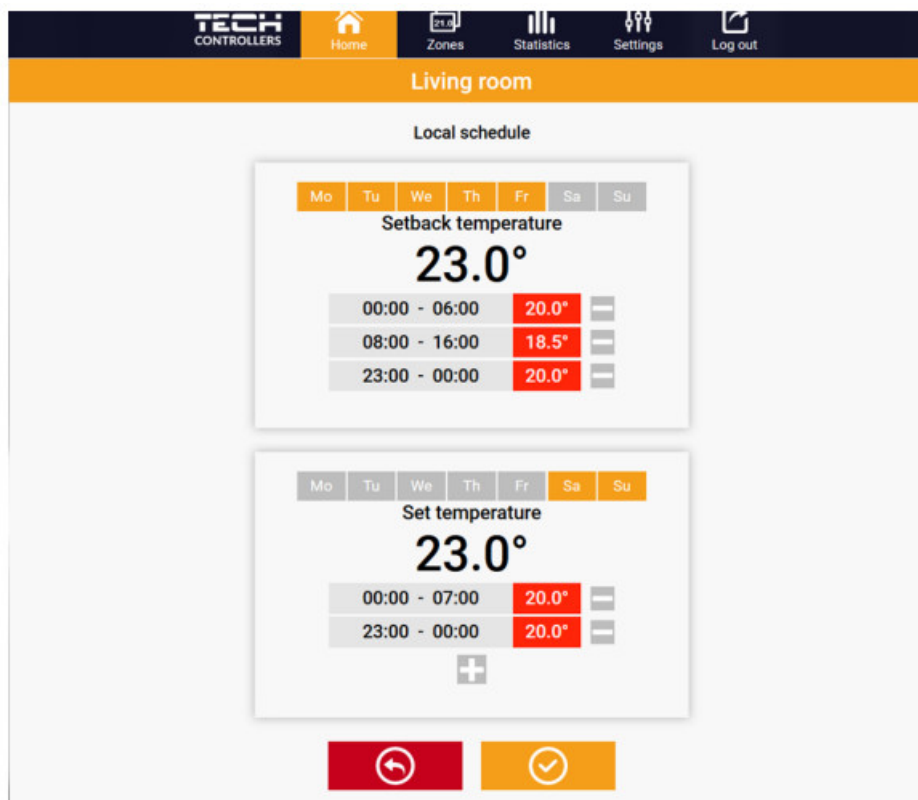 TECH
CONTROLLERS
Home
21.0
Zones
Statistics
Settings
Log out
Living room
Local schedule
Mo Tu We Th Fr Sa Su
Setback temperature
23.0°
00:00 - 06:00 20.0°
08:00 - 16:00 18.5°
23:00 - 00:00 20.0°
Mo Tu We Th Fr Sa Su
Set temperature
23.0°
00:00 - 07:00 20.0°
23:00 - 00:00 20.0°